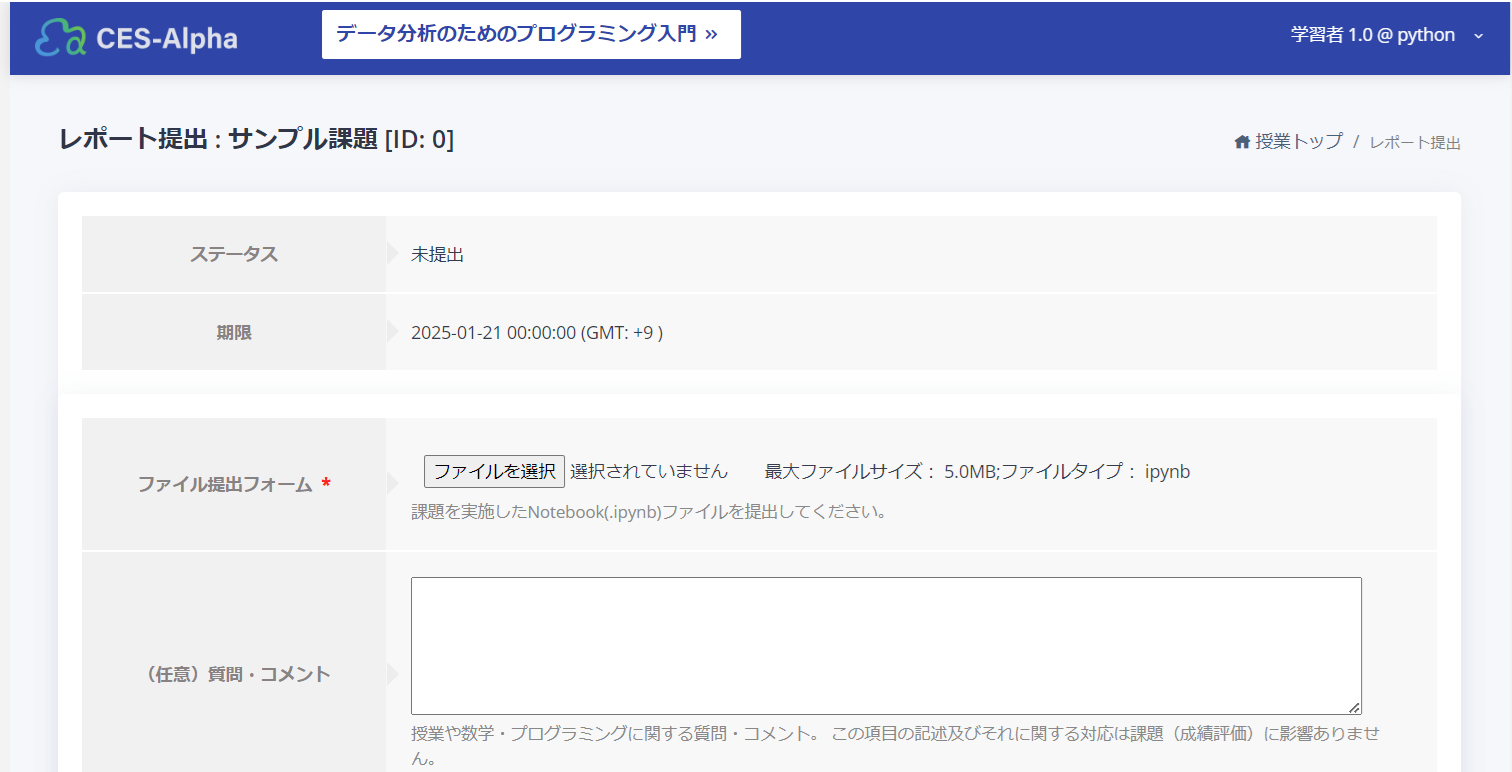 CES-Alpha
データ分析のためのプログラミング入門 »
学習者 1.0 @ python
レポート提出 : サンプル課題 [ID: 0]
授業トップ / レポート提出
ステータス
未提出
期限
2025-01-21 00:00:00 (GMT: +9 )
ファイル提出フォーム *
ファイルを選択 選択されていません 最大ファイルサイズ： 5.0MB;ファイルタイプ： ipynb
課題を実施したNotebook(.ipynb)ファイルを提出してください。
（任意）質問・コメント
授業や数学・プログラミングに関する質問・コメント。 この項目の記述及びそれに関する対応は課題（成績評価）に影響ありませ
ん。